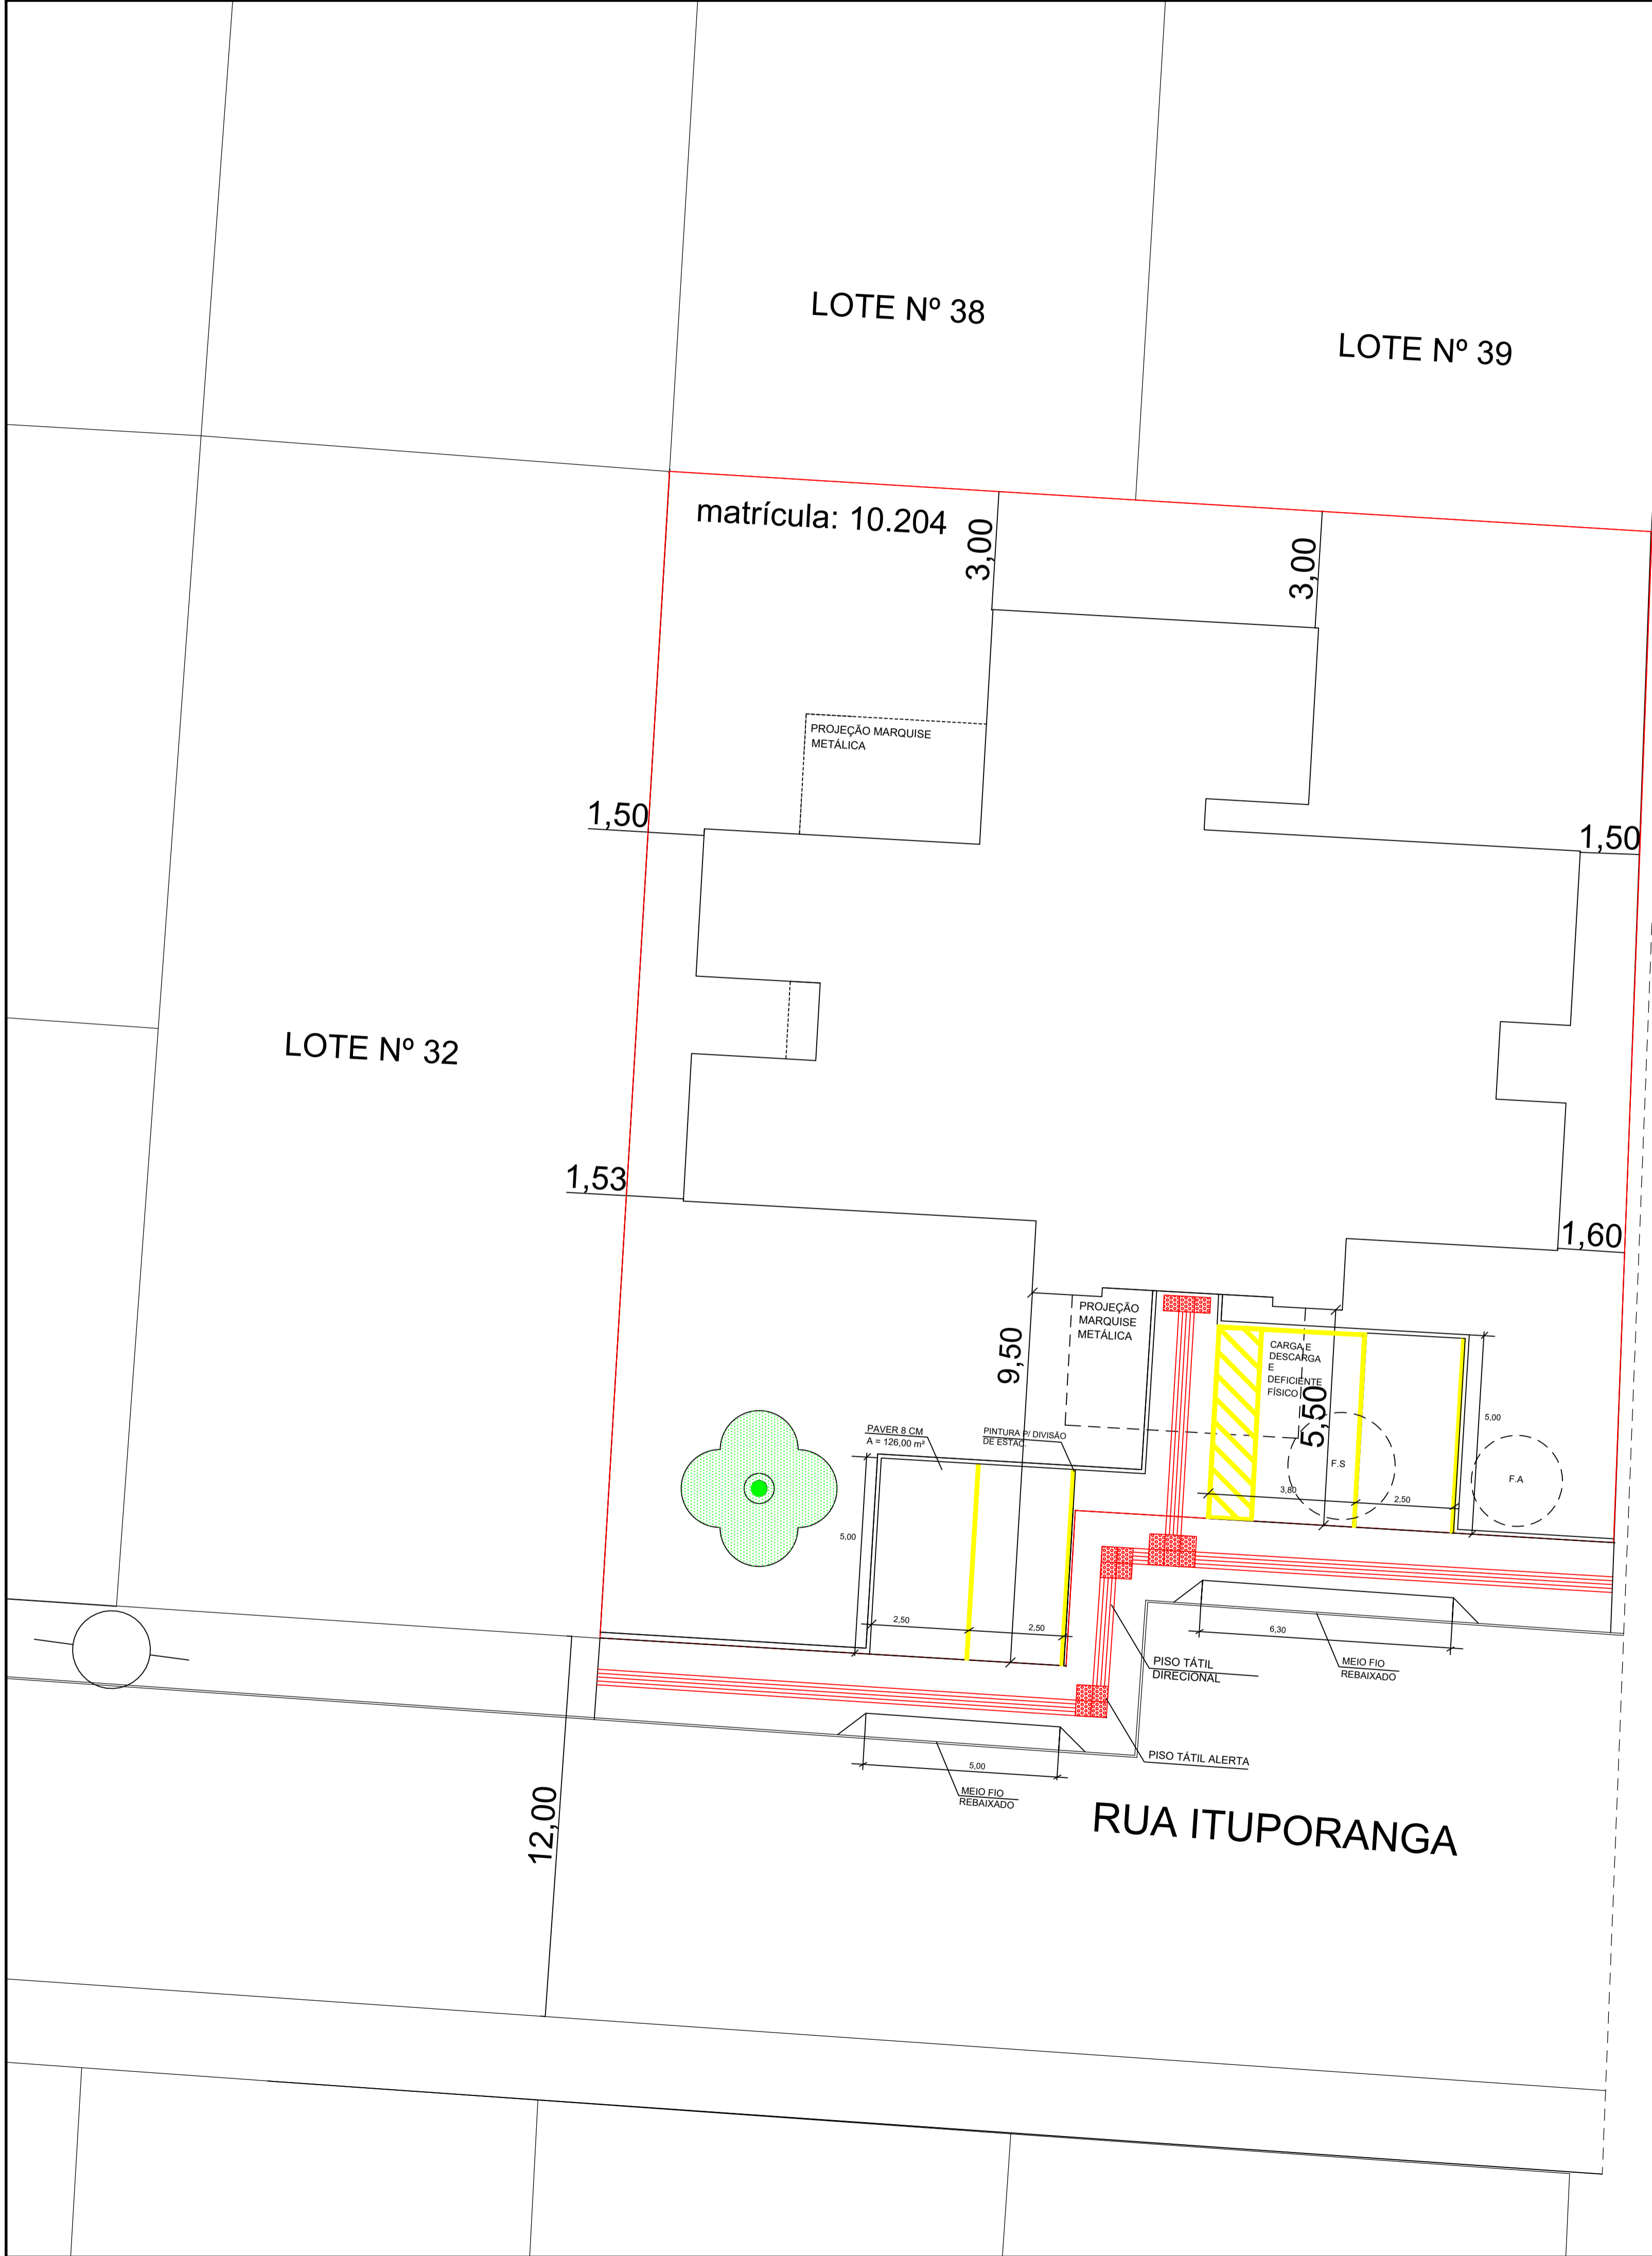 LOTE Nº 38
LOTE Nº 39
matrícula: 10.204
3,00
3,00
PROJEÇÃO MARQUISE
METÁLICA
1,50
1,50
LOTE Nº 32
1,53
1,60
PROJEÇÃO
MARQUISE
METÁLICA
9,50
CARGA E
DESCARGA
E
DEFICIENTE
FÍSICO
5,50
5,00
PAVER 8 CM
A = 126,00 m²
PINTURA P/ DIVISÃO
DE ESTAC.
F.S
F.A
3,80
2,50
5,00
2,50
2,50
6,30
MEIO FIO
REBAIXADO
PISO TÁTIL
DIRECIONAL
PISO TÁTIL ALERTA
5,00
MEIO FIO
REBAIXADO
12,00
RUA ITUPORANGA